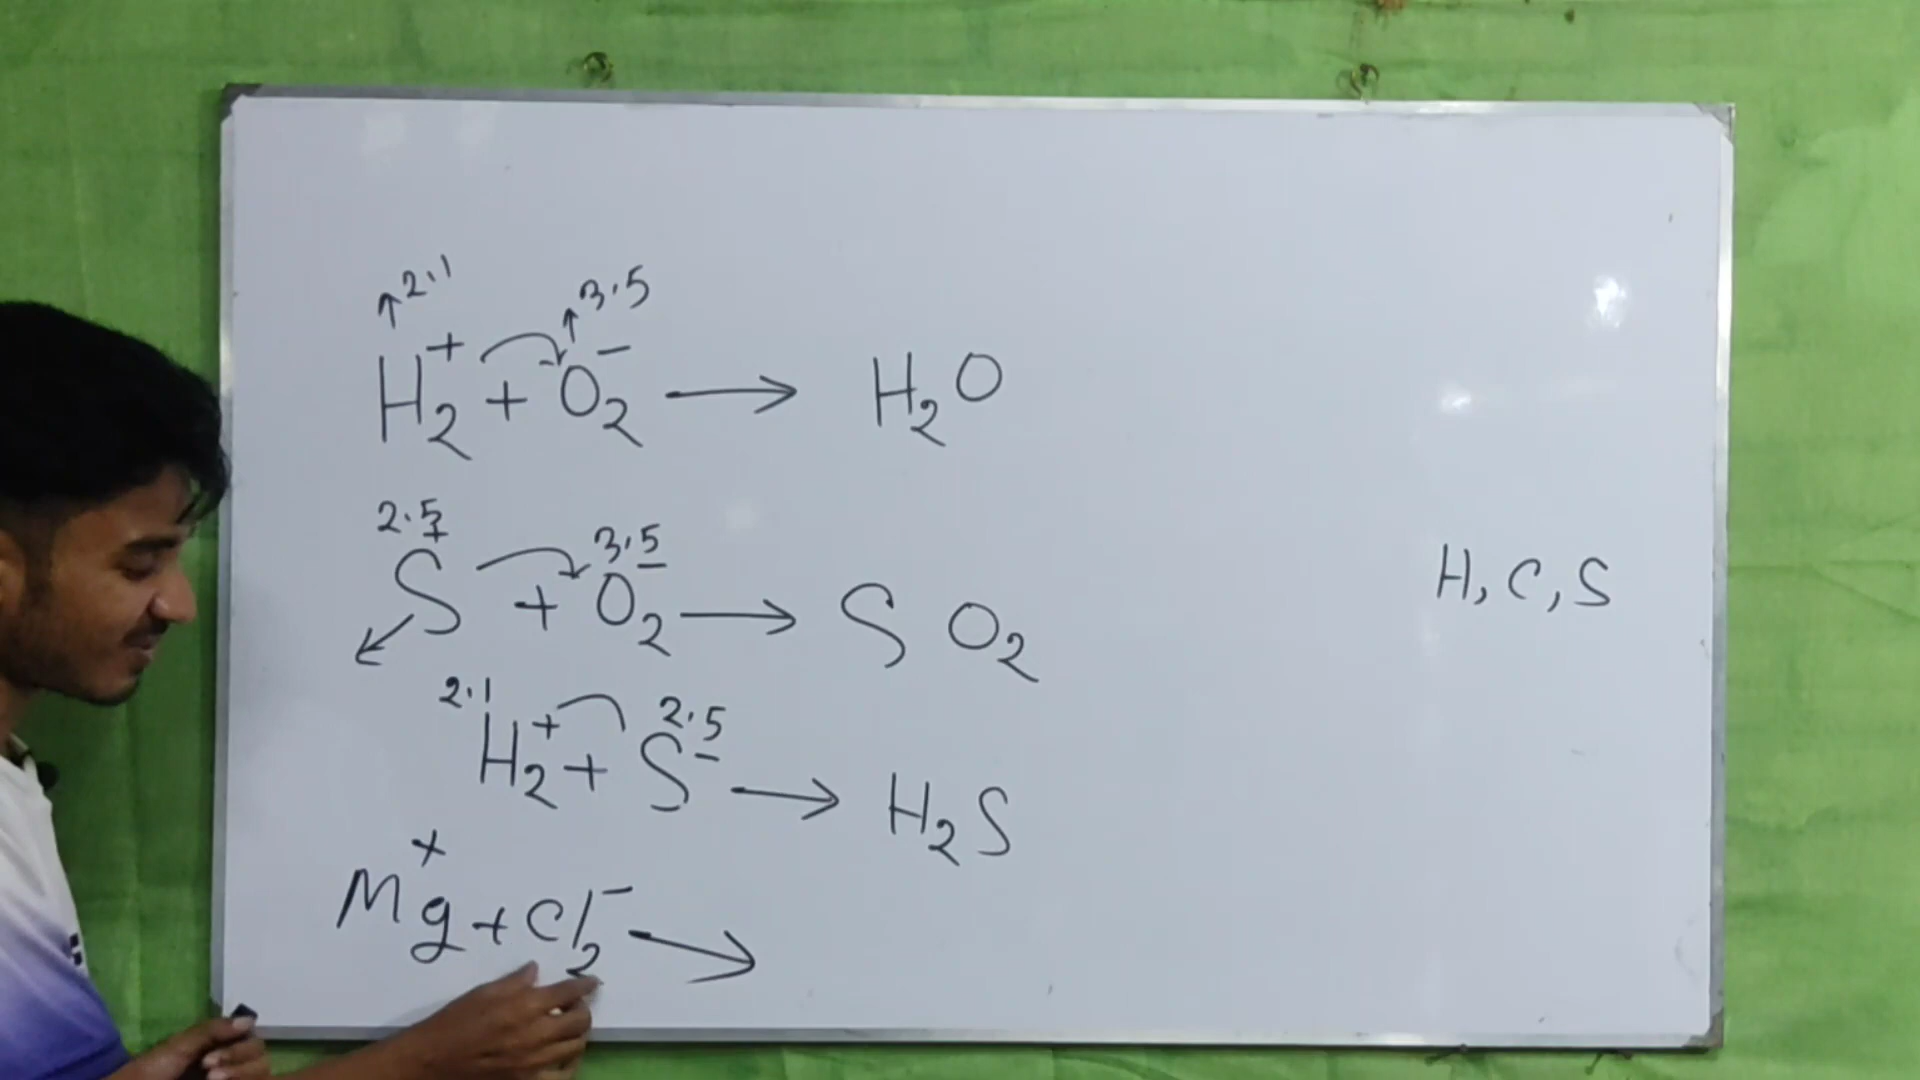 ↑2.1 ↑3.5
H₂⁺ + O₂⁻ → H₂O
2.5 3.5
S⁺ + O₂⁻ → SO₂
H, C, S
2.1 2.5
H₂⁺ + S⁻ → H₂S
Mg⁺ + Cl₂⁻ →